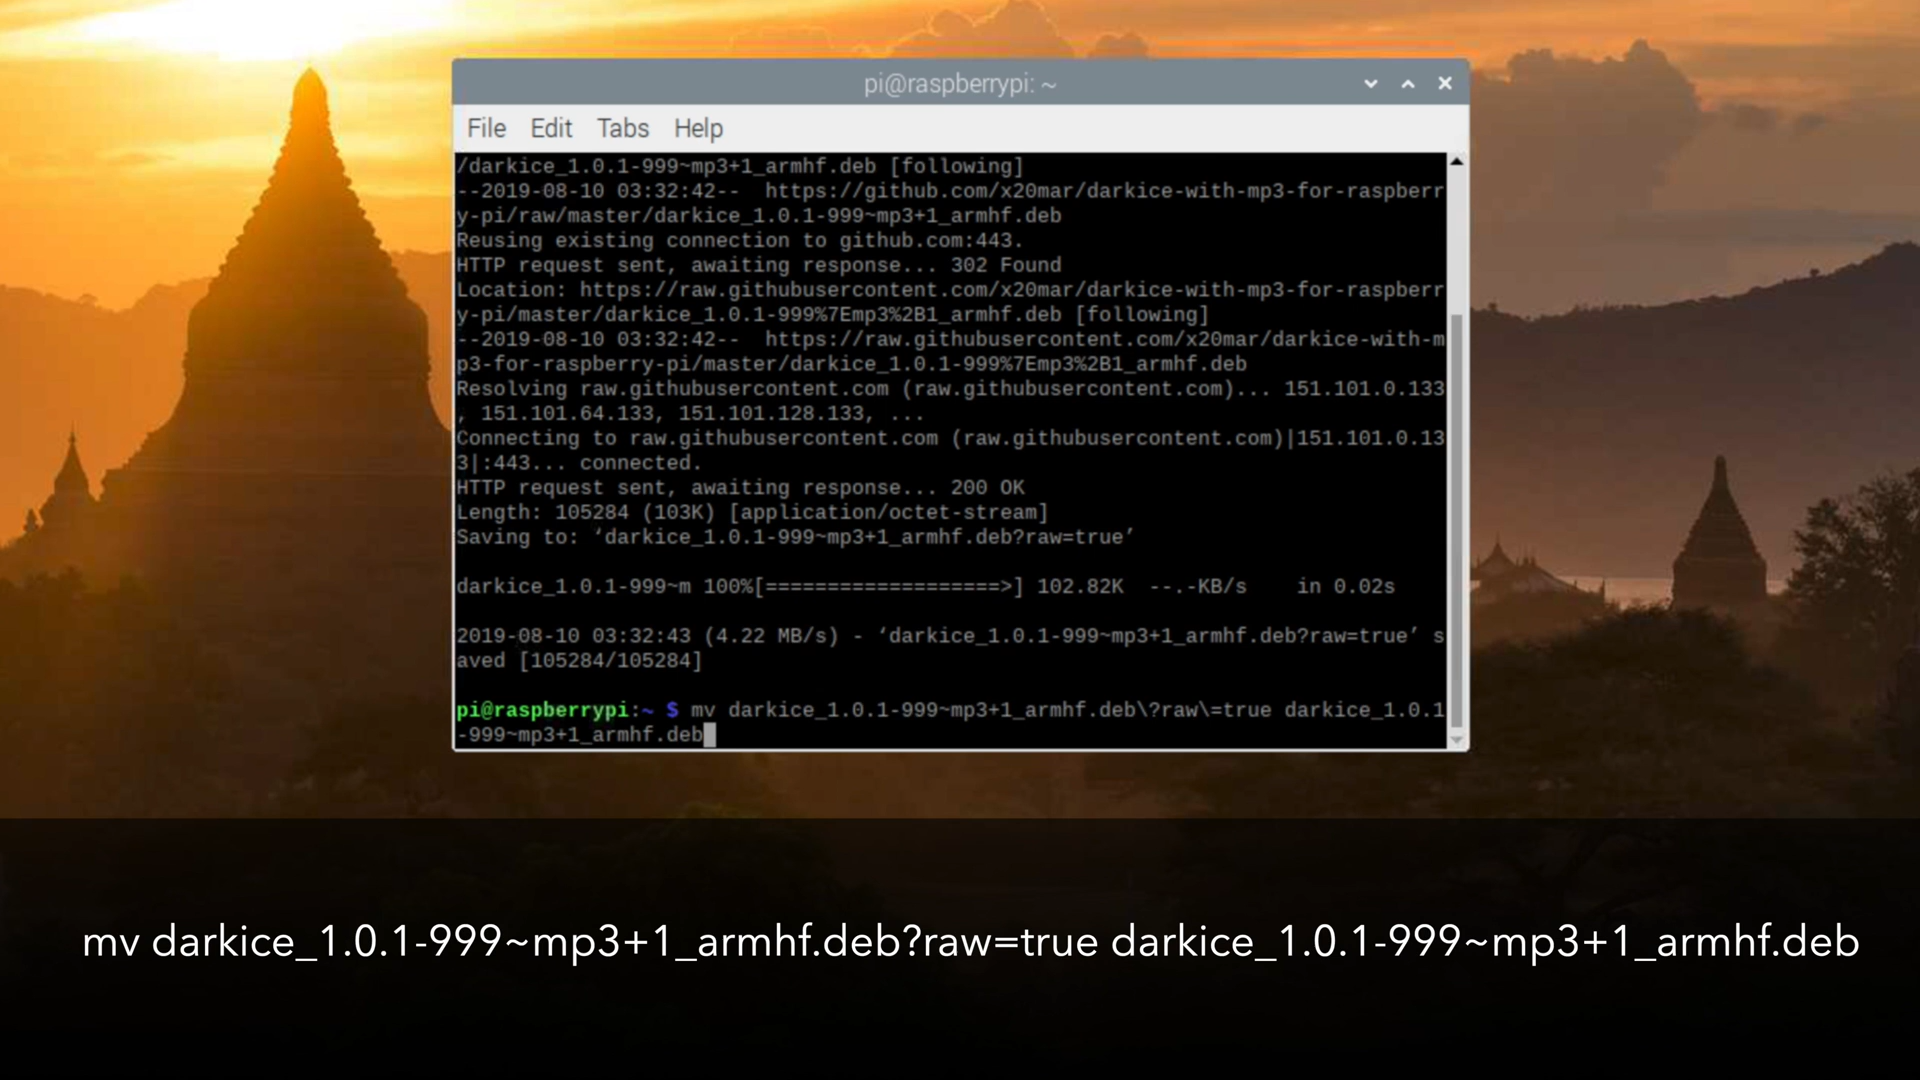 pi@raspberrypi: ~
File Edit Tabs Help
/darkice_1.0.1-999~mp3+1_armhf.deb [following]
--2019-08-10 03:32:42--  https://github.com/x20mar/darkice-with-mp3-for-raspberr
y-pi/raw/master/darkice_1.0.1-999~mp3+1_armhf.deb
Reusing existing connection to github.com:443.
HTTP request sent, awaiting response... 302 Found
Location: https://raw.githubusercontent.com/x20mar/darkice-with-mp3-for-raspberr
y-pi/master/darkice_1.0.1-999%7Emp3%2B1_armhf.deb [following]
--2019-08-10 03:32:42--  https://raw.githubusercontent.com/x20mar/darkice-with-m
p3-for-raspberry-pi/master/darkice_1.0.1-999%7Emp3%2B1_armhf.deb
Resolving raw.githubusercontent.com (raw.githubusercontent.com)... 151.101.0.133
, 151.101.64.133, 151.101.128.133, ...
Connecting to raw.githubusercontent.com (raw.githubusercontent.com)|151.101.0.13
3|:443... connected.
HTTP request sent, awaiting response... 200 OK
Length: 105284 (103K) [application/octet-stream]
Saving to: ‘darkice_1.0.1-999~mp3+1_armhf.deb?raw=true’
darkice_1.0.1-999~m 100%[===================>] 102.82K  --.-KB/s    in 0.02s
2019-08-10 03:32:43 (4.22 MB/s) - ‘darkice_1.0.1-999~mp3+1_armhf.deb?raw=true’ s
aved [105284/105284]
pi@raspberrypi:~ $ mv darkice_1.0.1-999~mp3+1_armhf.deb\?raw\=true darkice_1.0.1
-999~mp3+1_armhf.deb
mv darkice_1.0.1-999~mp3+1_armhf.deb?raw=true darkice_1.0.1-999~mp3+1_armhf.deb